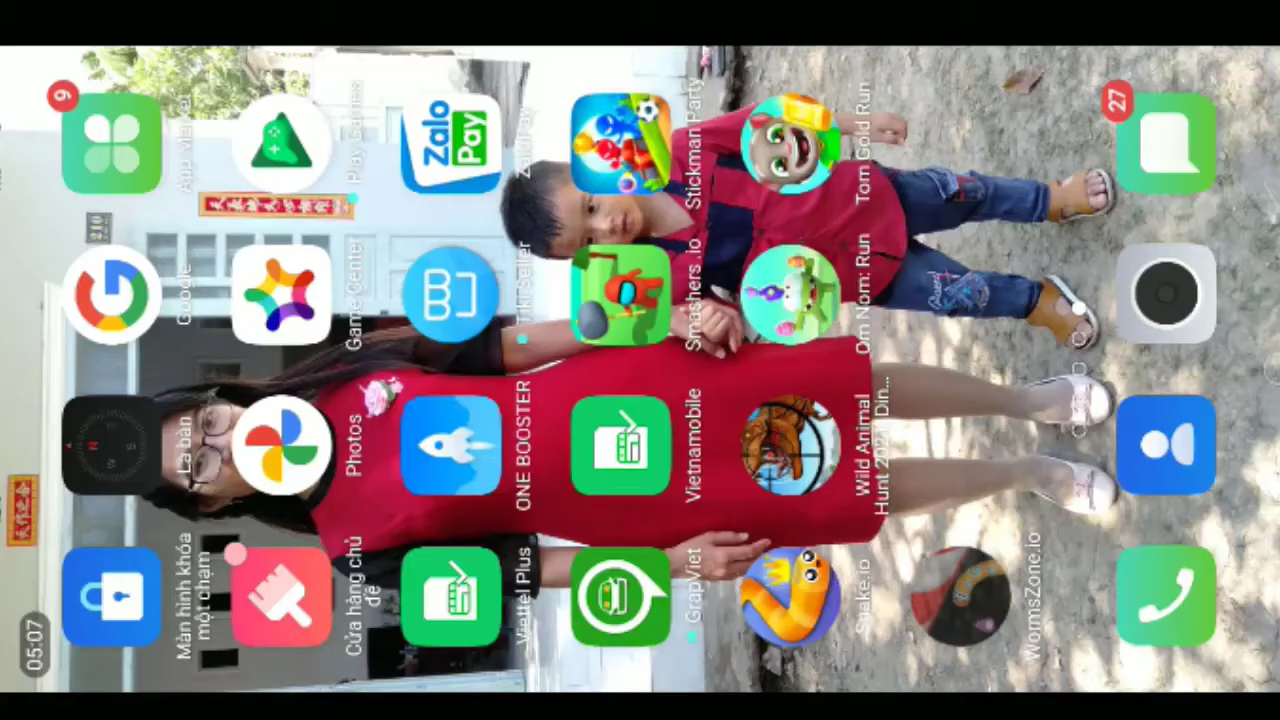 05:07
9
210
Màn hình khóa
một chạm
La bàn
Google
App Market
Cửa hàng chủ
đề
Photos
Game Center
Play Games
Zalo
Pay
Viettel Plus
ONE BOOSTER
Tiki Seller
ZaloPay
GrapViet
Vietnamobile
Smashers .io
Stickman Party
Snake.io
Wild Animal
Hunt 2021 Din...
Om Nom: Run
Tom Gold Run
WormsZone.io
27